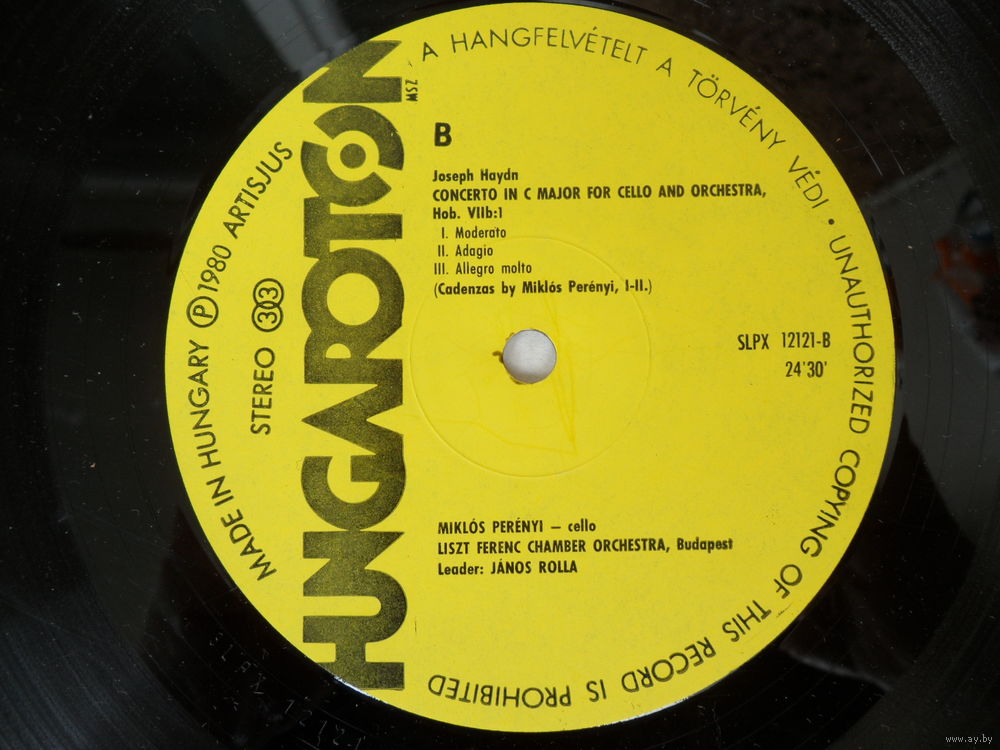 HUNGAROTON
MSZ
A HANGFELVÉTELT A TÖRVÉNY VÉDI • UNAUTHORIZED COPYING OF THIS RECORD IS PROHIBITED
MADE IN HUNGARY Ⓟ 1980 ARTISJUS
STEREO 33
B
Joseph Haydn
CONCERTO IN C MAJOR FOR CELLO AND ORCHESTRA,
Hob. VIIb:1
I. Moderato
II. Adagio
III. Allegro molto
(Cadenzas by Miklós Perényi, I-II.)
SLPX 12121-B
24'30'
MIKLÓS PERÉNYI – cello
LISZT FERENC CHAMBER ORCHESTRA, Budapest
Leader: JÁNOS ROLLA
www.ay.by